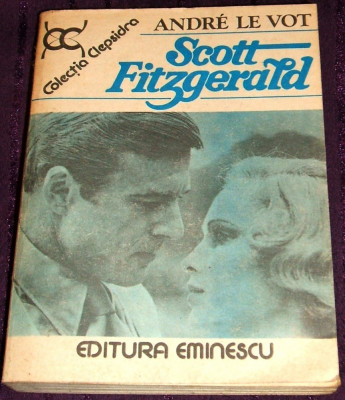 Colecția Clepsidra
ANDRÉ LE VOT
Scott
Fitzgerald
EDITURA EMINESCU